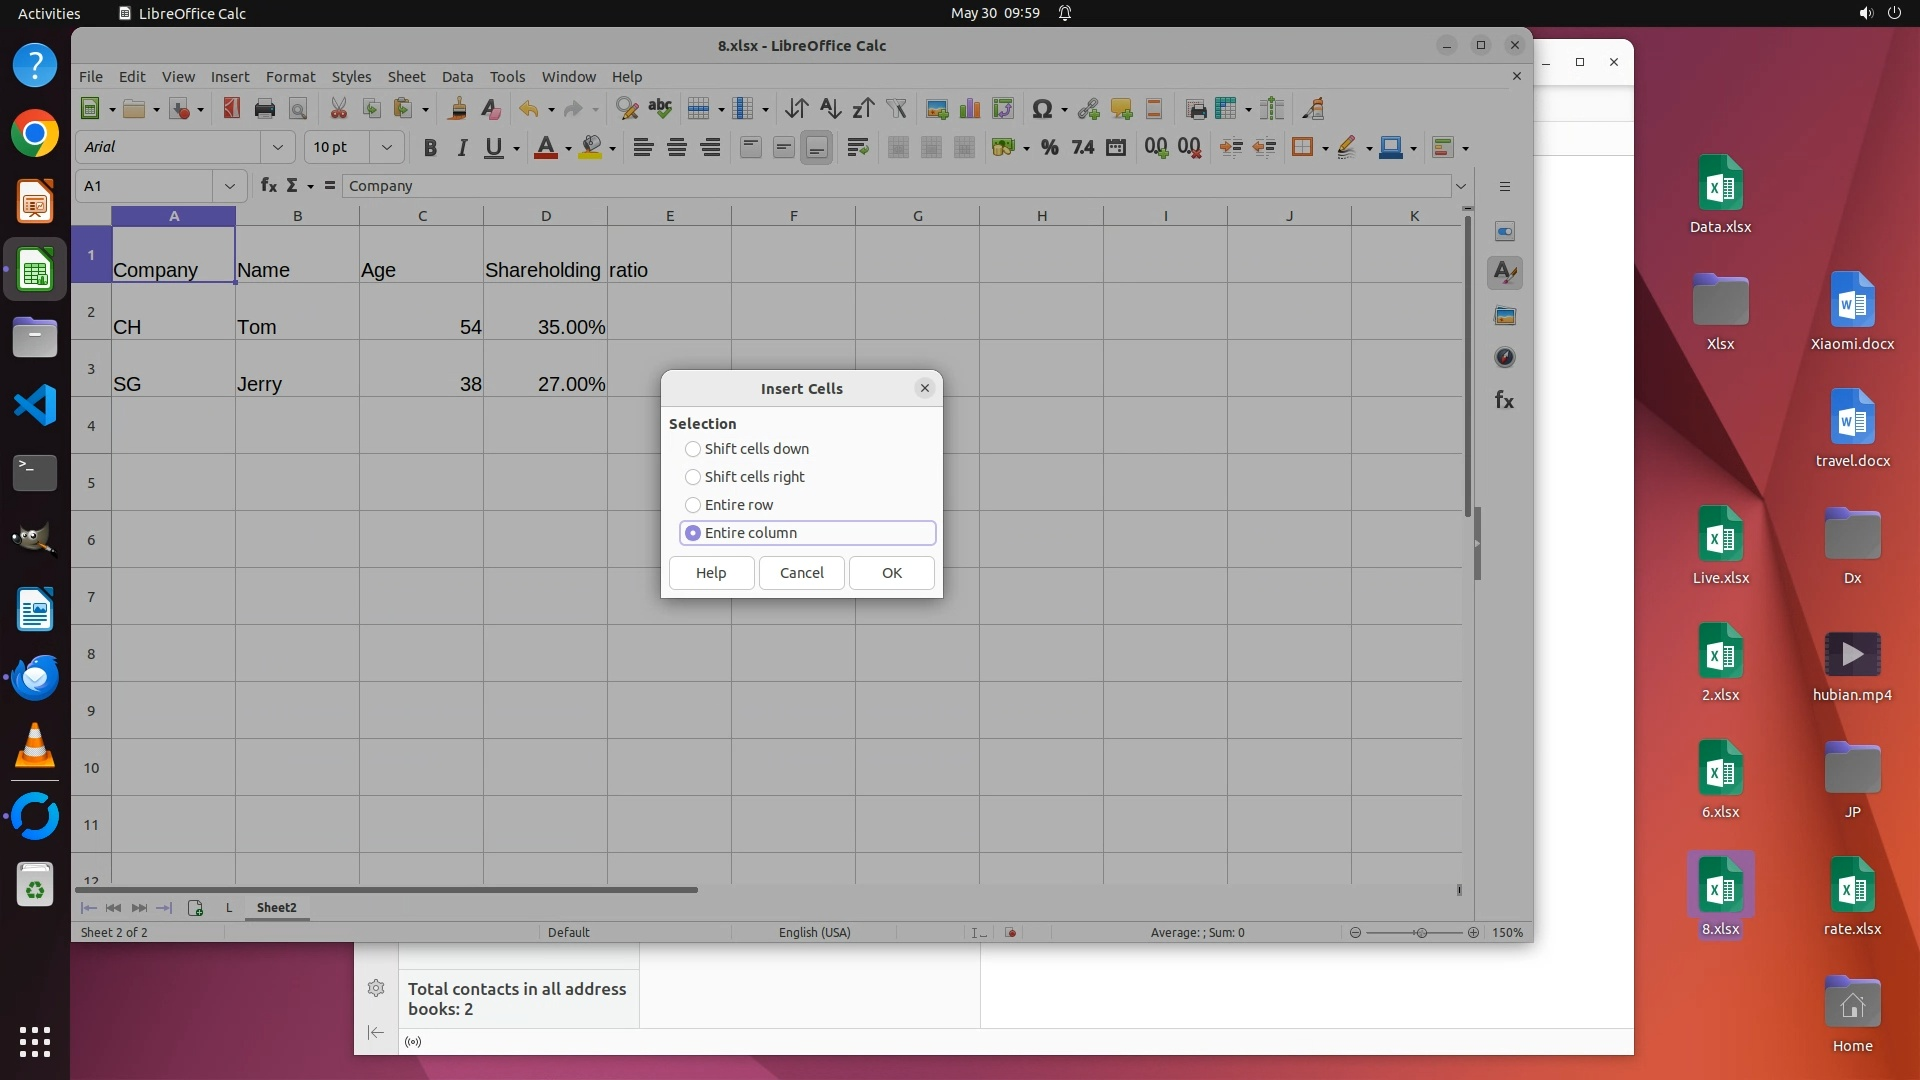 Activities
LibreOffice Calc
May 30 09:59
8.xlsx - LibreOffice Calc
File Edit View Insert Format Styles Sheet Data Tools Window Help
Arial
10 pt
A1
Company
A B C D E F G H I J K
1 Company Name Age Shareholding ratio
2 CH Tom 54 35.00%
3 SG Jerry 38 27.00%
4
5
6
7
8
9
10
11
12
Insert Cells
Selection
Shift cells down
Shift cells right
Entire row
Entire column
Help Cancel OK
L Sheet2
Sheet 2 of 2
Default
English (USA)
Average: ; Sum: 0
150%
Total contacts in all address
books: 2
Data.xlsx
Xlsx
Xiaomi.docx
travel.docx
Live.xlsx
Dx
2.xlsx
hubian.mp4
6.xlsx
JP
8.xlsx
rate.xlsx
Home